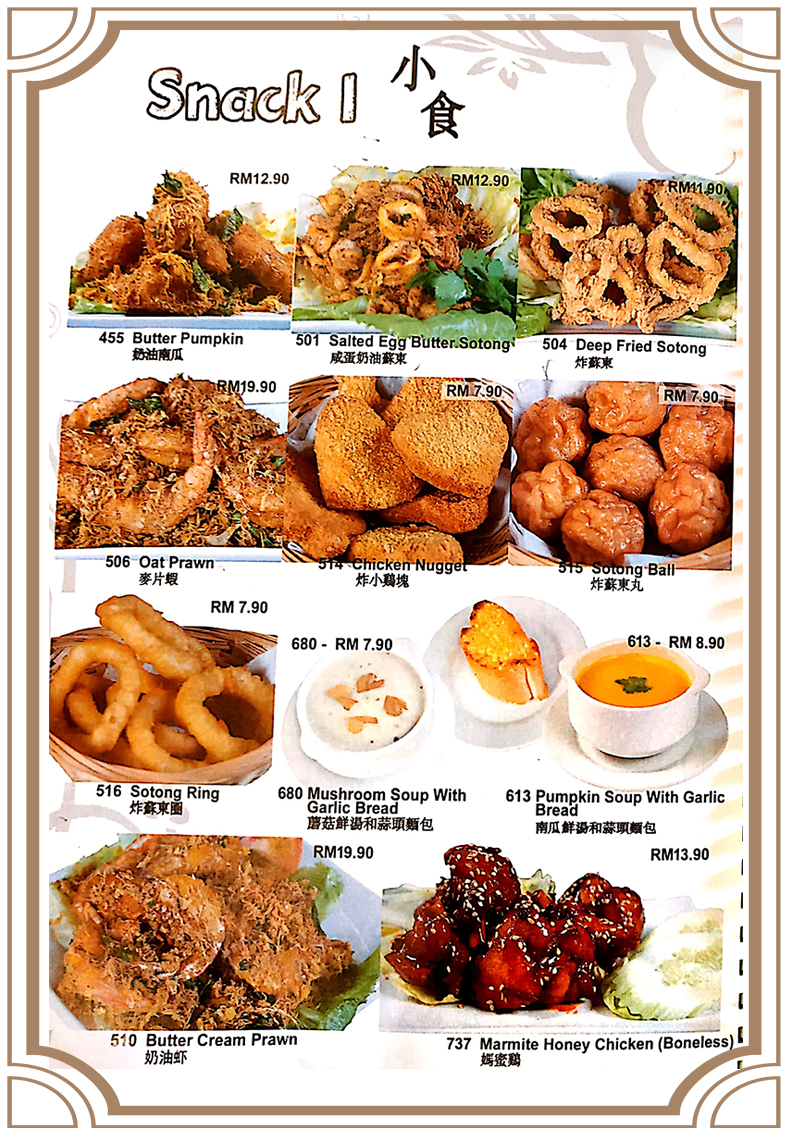 Snack 1 小食
RM12.90
RM12.90
RM11.90
455 Butter Pumpkin
奶油南瓜
501 Salted Egg Butter Sotong
咸蛋奶油蘇東
504 Deep Fried Sotong
炸蘇東
RM19.90
RM 7.90
RM 7.90
506 Oat Prawn
麥片蝦
514 Chicken Nugget
炸小鷄塊
515 Sotong Ball
炸蘇東丸
RM 7.90
680 - RM 7.90
613 - RM 8.90
516 Sotong Ring
炸蘇東圈
680 Mushroom Soup With
Garlic Bread
蘑菇鮮湯和蒜頭麵包
613 Pumpkin Soup With Garlic
Bread
南瓜鮮湯和蒜頭麵包
RM19.90
RM13.90
510 Butter Cream Prawn
奶油虾
737 Marmite Honey Chicken (Boneless)
媽蜜鷄